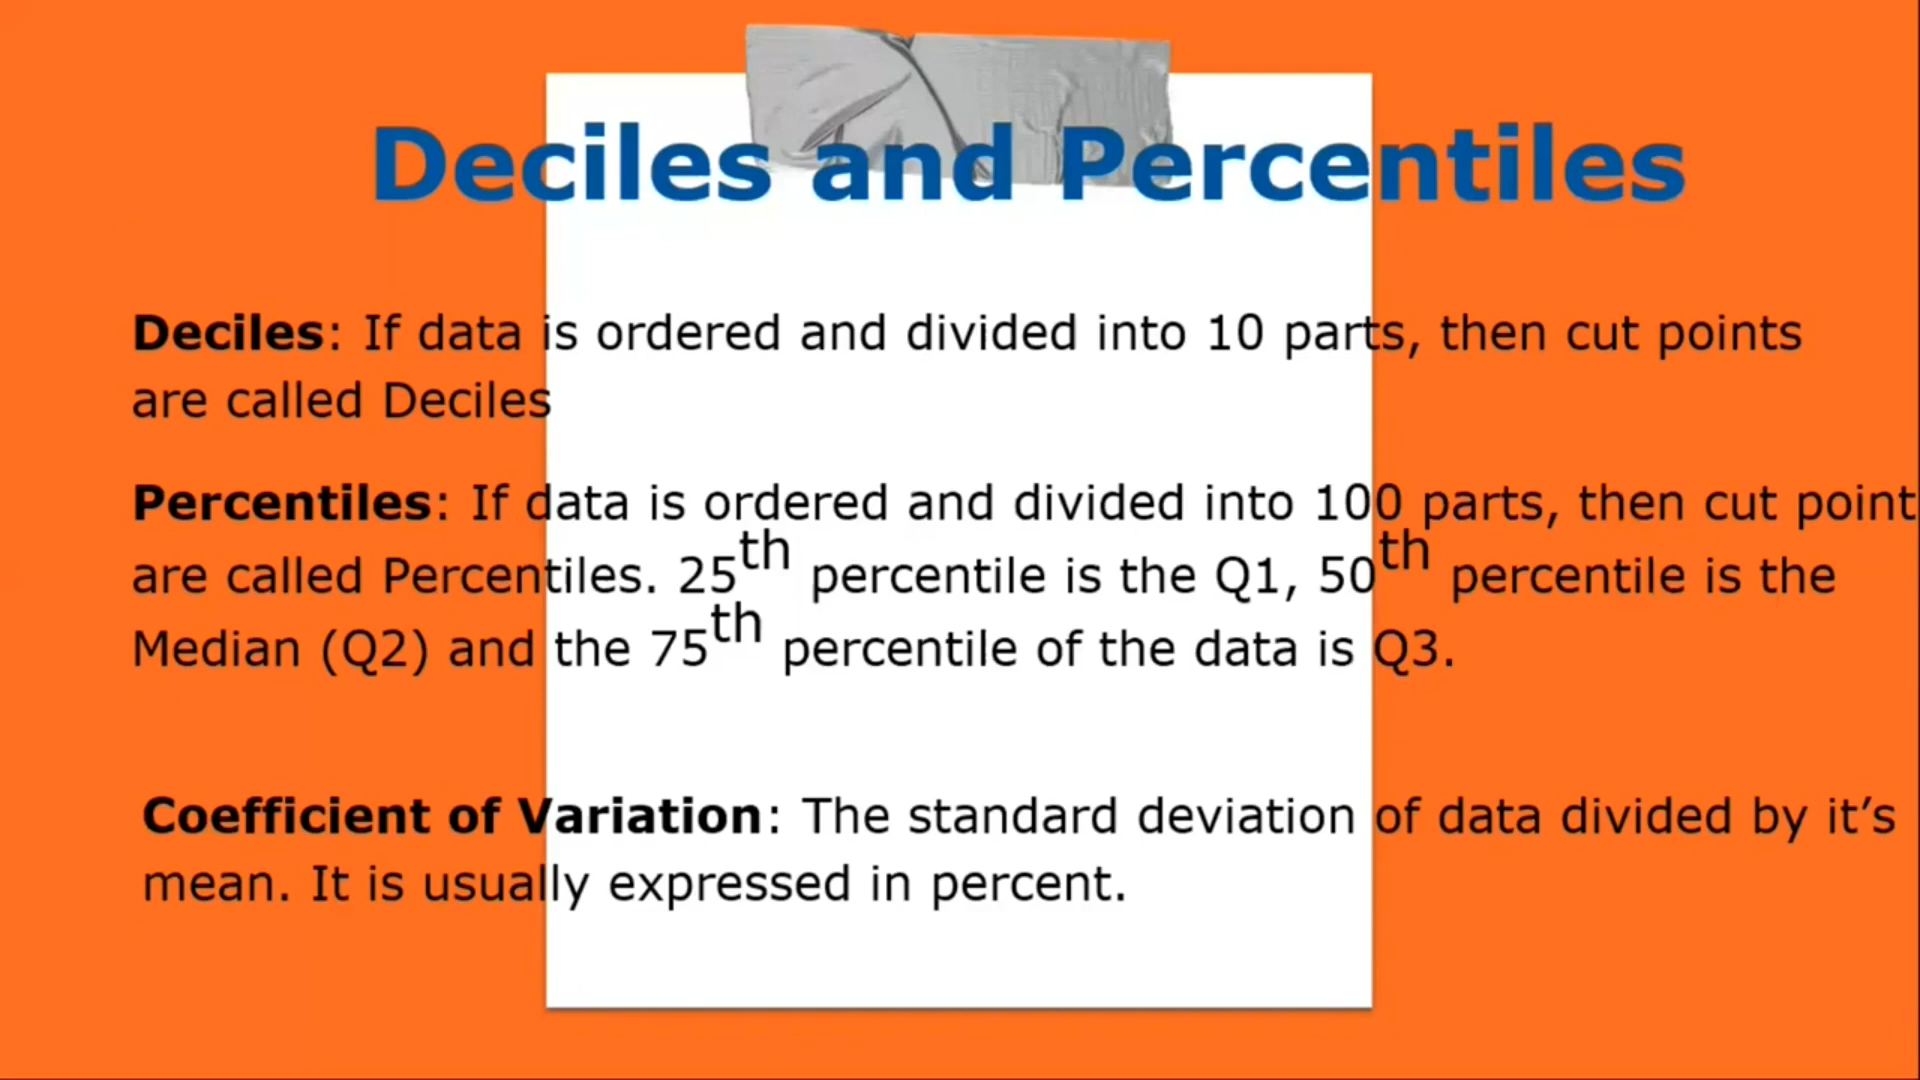 Deciles and Percentiles
Deciles: If data is ordered and divided into 10 parts, then cut points
are called Deciles
Percentiles: If data is ordered and divided into 100 parts, then cut point
are called Percentiles. 25th percentile is the Q1, 50th percentile is the
Median (Q2) and the 75th percentile of the data is Q3.
Coefficient of Variation: The standard deviation of data divided by it’s
mean. It is usually expressed in percent.